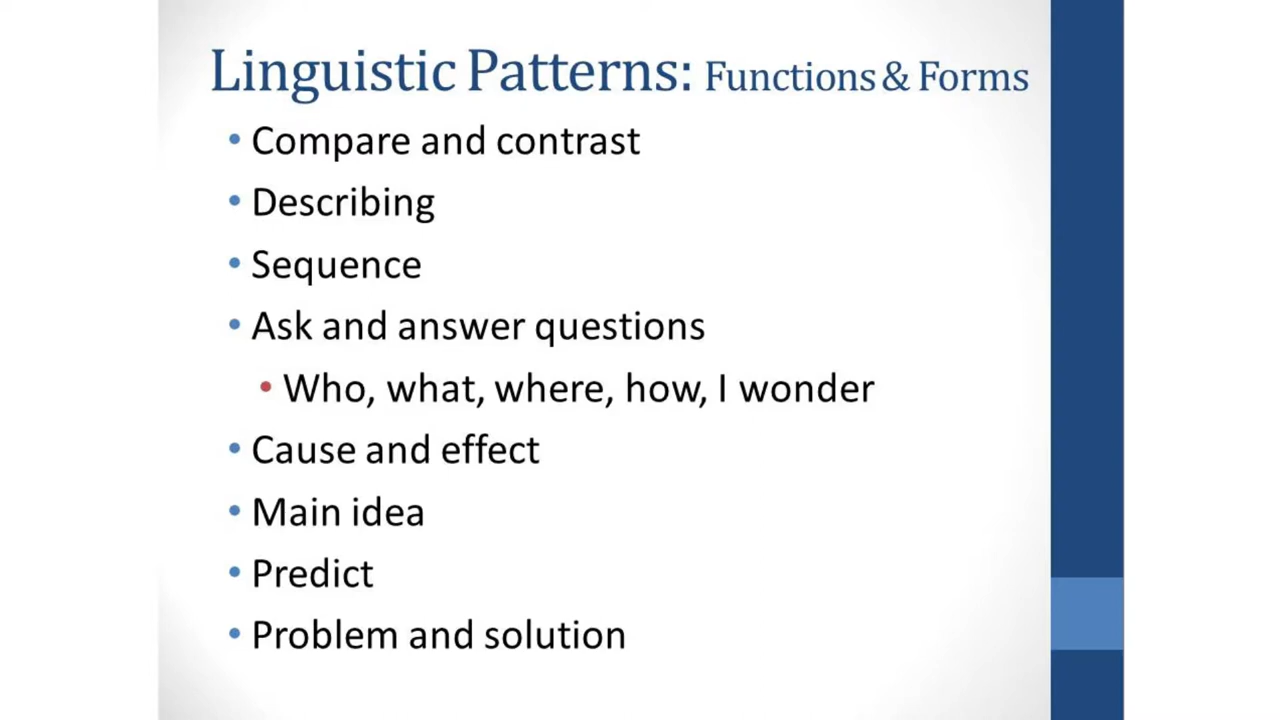 Linguistic Patterns: Functions & Forms
• Compare and contrast
• Describing
• Sequence
• Ask and answer questions
• Who, what, where, how, I wonder
• Cause and effect
• Main idea
• Predict
• Problem and solution